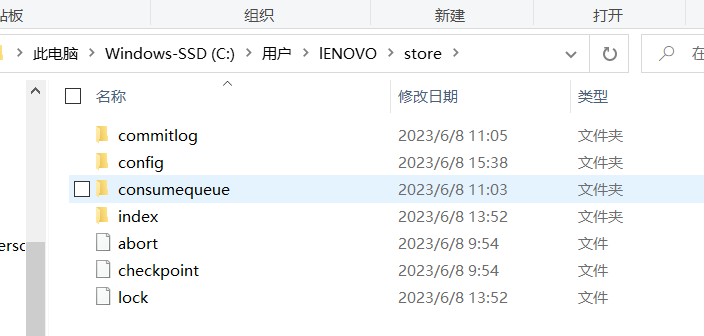 贴板 组织 新建 打开
此电脑 Windows-SSD (C:) 用户 lENOVO store 在
名称 修改日期 类型
commitlog 2023/6/8 11:05 文件夹
config 2023/6/8 15:38 文件夹
consumequeue 2023/6/8 11:03 文件夹
index 2023/6/8 13:52 文件夹
abort 2023/6/8 9:54 文件
ersc checkpoint 2023/6/8 9:54 文件
lock 2023/6/8 13:52 文件